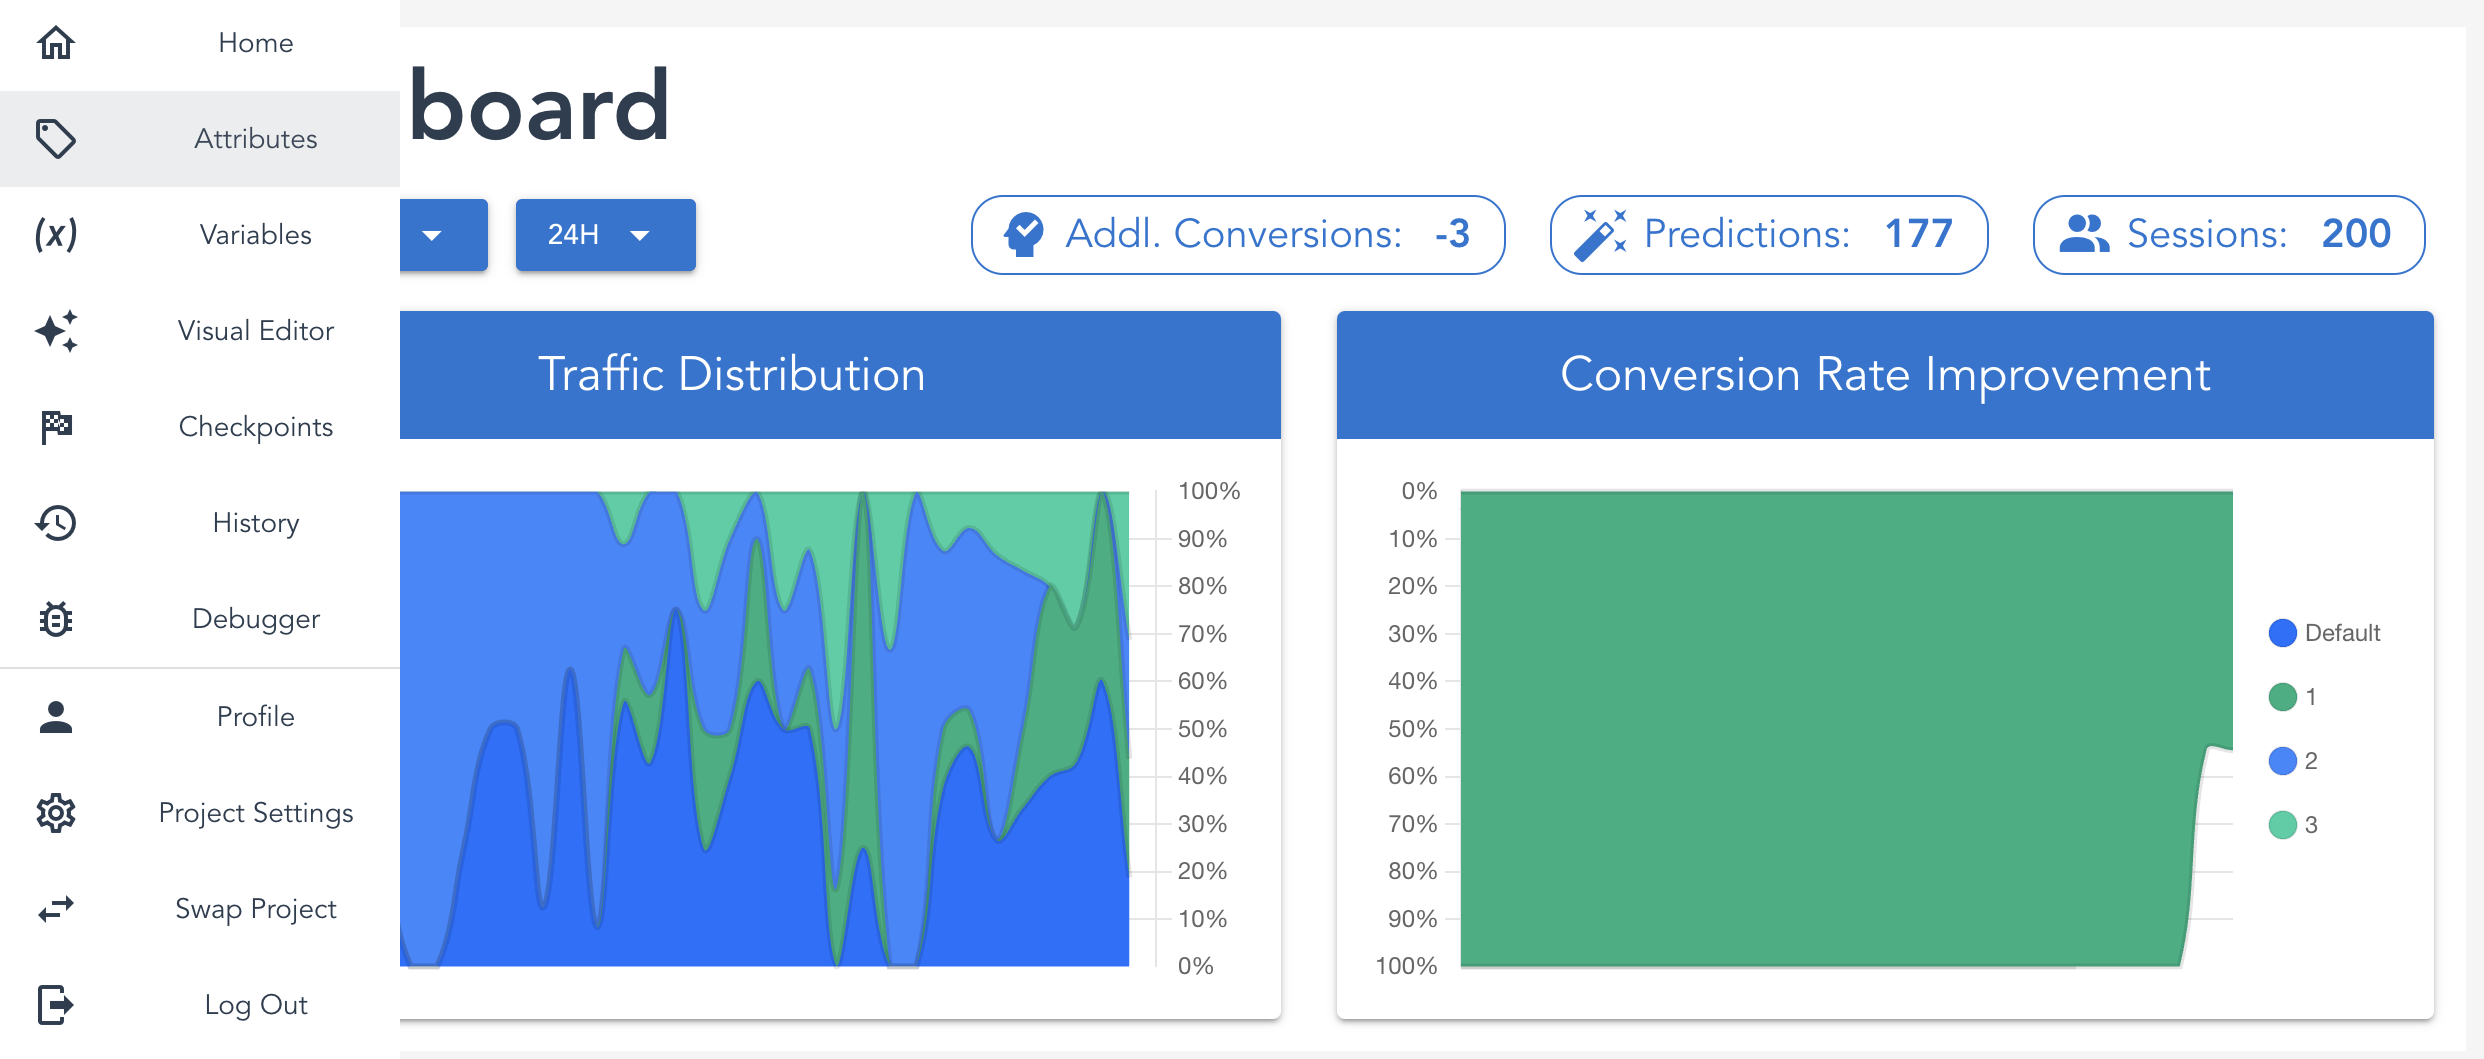 Home
Attributes
Variables
Visual Editor
Checkpoints
History
Debugger
Profile
Project Settings
Swap Project
Log Out
board
24H
Addl. Conversions: -3
Predictions: 177
Sessions: 200
Traffic Distribution
100%
90%
80%
70%
60%
50%
40%
30%
20%
10%
0%
Conversion Rate Improvement
0%
10%
20%
30%
40%
50%
60%
70%
80%
90%
100%
Default
1
2
3